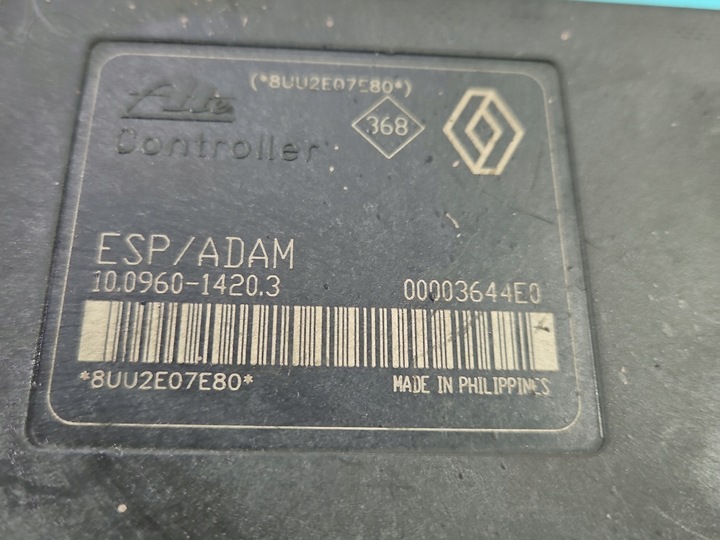 (*8UU2E07E80*)
Ate
368
Controller
ESP/ADAM
10.0960-1420.3 00003644E0
*8UU2E07E80* MADE IN PHILIPPINES